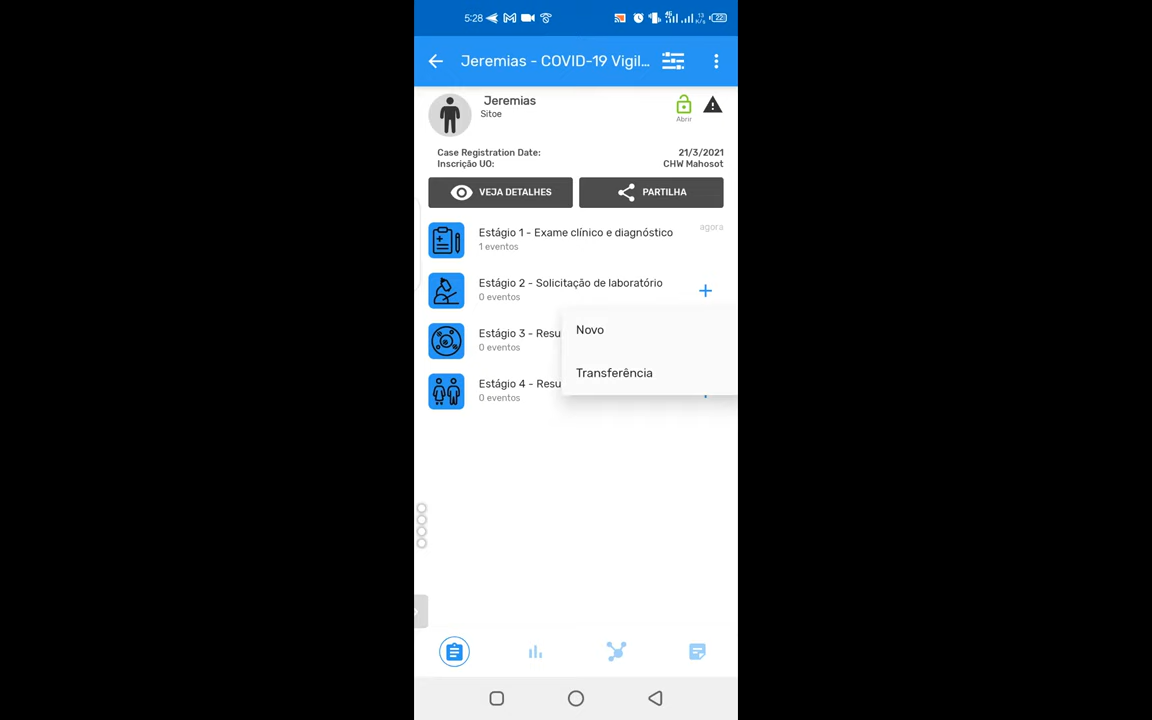 5:28
22
Jeremias - COVID-19 Vigil...
Jeremias
Sitoe
Abrir
Case Registration Date: 21/3/2021
Inscrição UO: CHW Mahosot
VEJA DETALHES PARTILHA
Estágio 1 - Exame clínico e diagnóstico agora
1 eventos
Estágio 2 - Solicitação de laboratório
0 eventos
Novo
Estágio 3 - Resu
0 eventos
Transferência
Estágio 4 - Resu
0 eventos